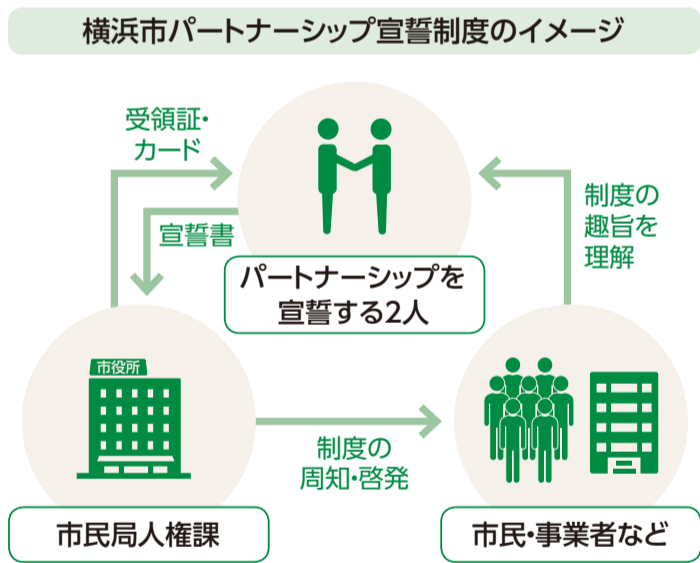 横浜市パートナーシップ宣誓制度のイメージ
受領証・
カード
宣誓書
パートナーシップを
宣誓する2人
制度の
趣旨を
理解
市役所
制度の
周知・啓発
市民局人権課
市民・事業者など